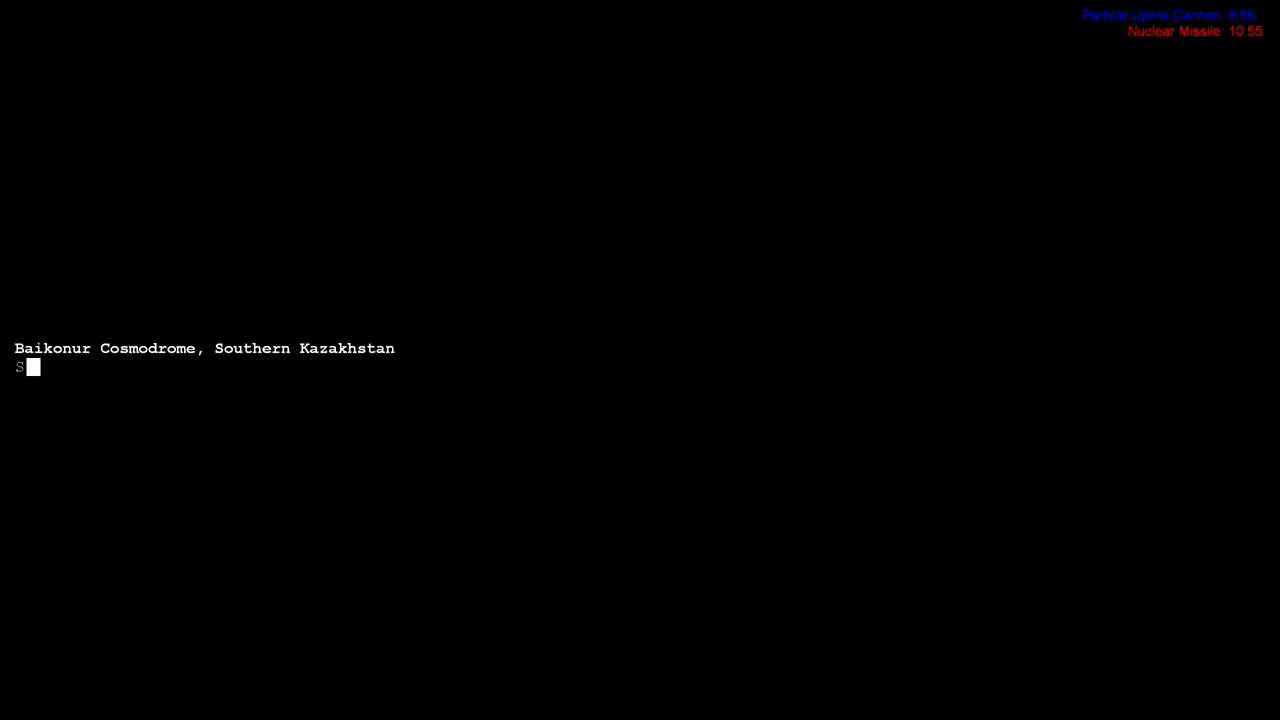 Particle Uplink Cannon: 8:55
Nuclear Missile: 10:55
Baikonur Cosmodrome, Southern Kazakhstan
S